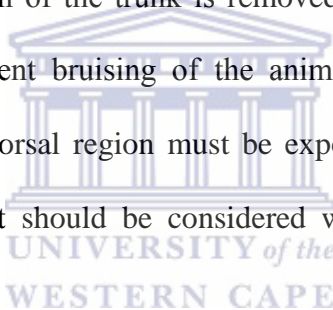 of the trunk is removed
ent bruising of the anim
orsal region must be exp
should be considered w
UNIVERSITY of the
WESTERN CAPE